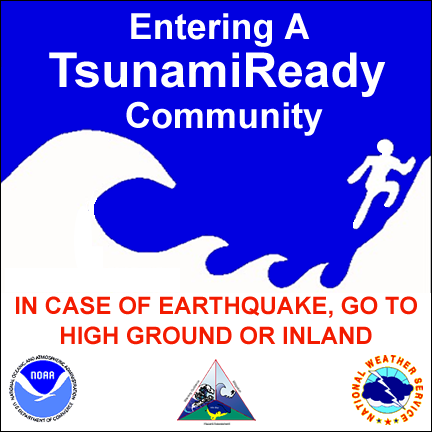 Entering A
TsunamiReady
Community
IN CASE OF EARTHQUAKE, GO TO
HIGH GROUND OR INLAND
NATIONAL OCEANIC AND ATMOSPHERIC ADMINISTRATION
NOAA
U.S. DEPARTMENT OF COMMERCE
NATIONAL WEATHER SERVICE